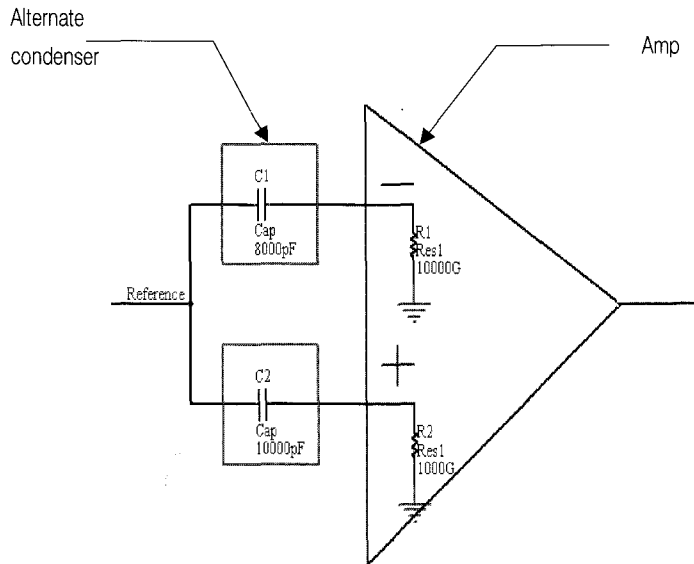 Alternate
condenser
Amp
C1
Cap
8000pF
R1
Res1
10000G
Reference
C2
Cap
10000pF
R2
Res1
1000G